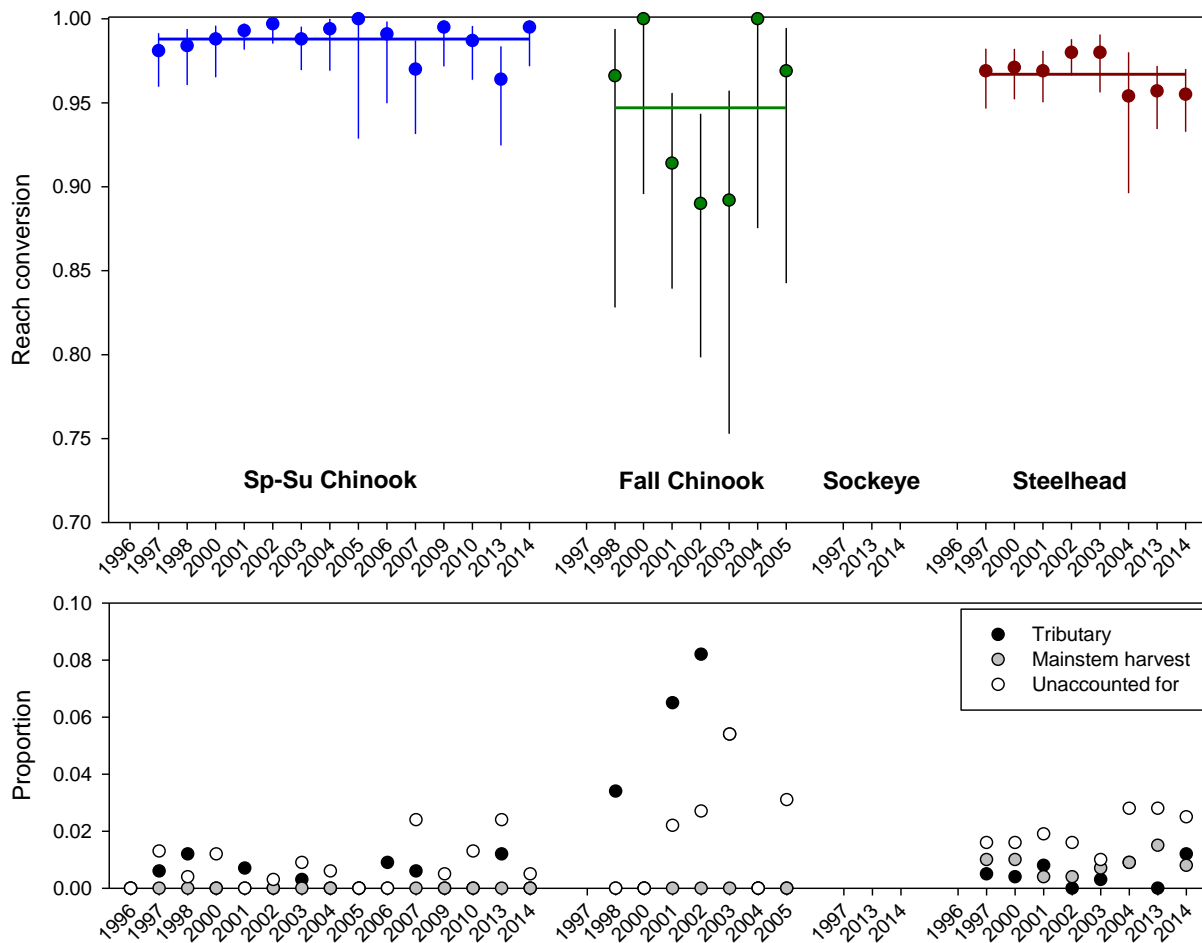 Reach conversion
1.00
0.95
0.90
0.85
0.80
0.75
0.70
Sp-Su Chinook Fall Chinook Sockeye Steelhead
1996 1997 1998 2000 2001 2002 2003 2004 2005 2006 2007 2009 2010 2013 2014 1997 1998 2000 2001 2002 2003 2004 2005 1997 2013 2014 1996 1997 2000 2001 2002 2003 2004 2013 2014
Proportion
0.10
0.08
0.06
0.04
0.02
0.00
Tributary
Mainstem harvest
Unaccounted for
1996 1997 1998 2000 2001 2002 2003 2004 2005 2006 2007 2009 2010 2013 2014 1997 1998 2000 2001 2002 2003 2004 2005 1997 2013 2014 1996 1997 2000 2001 2002 2003 2004 2013 2014